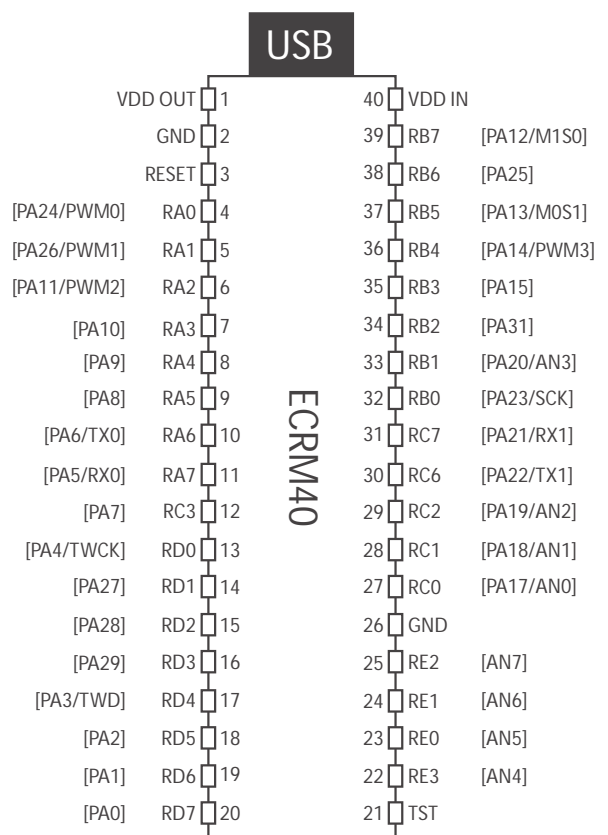 USB
VDD OUT 1 40 VDD IN
GND 2 39 RB7 [PA12/M1S0]
RESET 3 38 RB6 [PA25]
[PA24/PWM0] RA0 4 37 RB5 [PA13/M0S1]
[PA26/PWM1] RA1 5 36 RB4 [PA14/PWM3]
[PA11/PWM2] RA2 6 35 RB3 [PA15]
[PA10] RA3 7 34 RB2 [PA31]
[PA9] RA4 8 33 RB1 [PA20/AN3]
[PA8] RA5 9 32 RB0 [PA23/SCK]
[PA6/TX0] RA6 10 31 RC7 [PA21/RX1]
[PA5/RX0] RA7 11 30 RC6 [PA22/TX1]
[PA7] RC3 12 29 RC2 [PA19/AN2]
[PA4/TWCK] RD0 13 28 RC1 [PA18/AN1]
[PA27] RD1 14 27 RC0 [PA17/AN0]
[PA28] RD2 15 26 GND
[PA29] RD3 16 25 RE2 [AN7]
[PA3/TWD] RD4 17 24 RE1 [AN6]
[PA2] RD5 18 23 RE0 [AN5]
[PA1] RD6 19 22 RE3 [AN4]
[PA0] RD7 20 21 TST
ECRM40